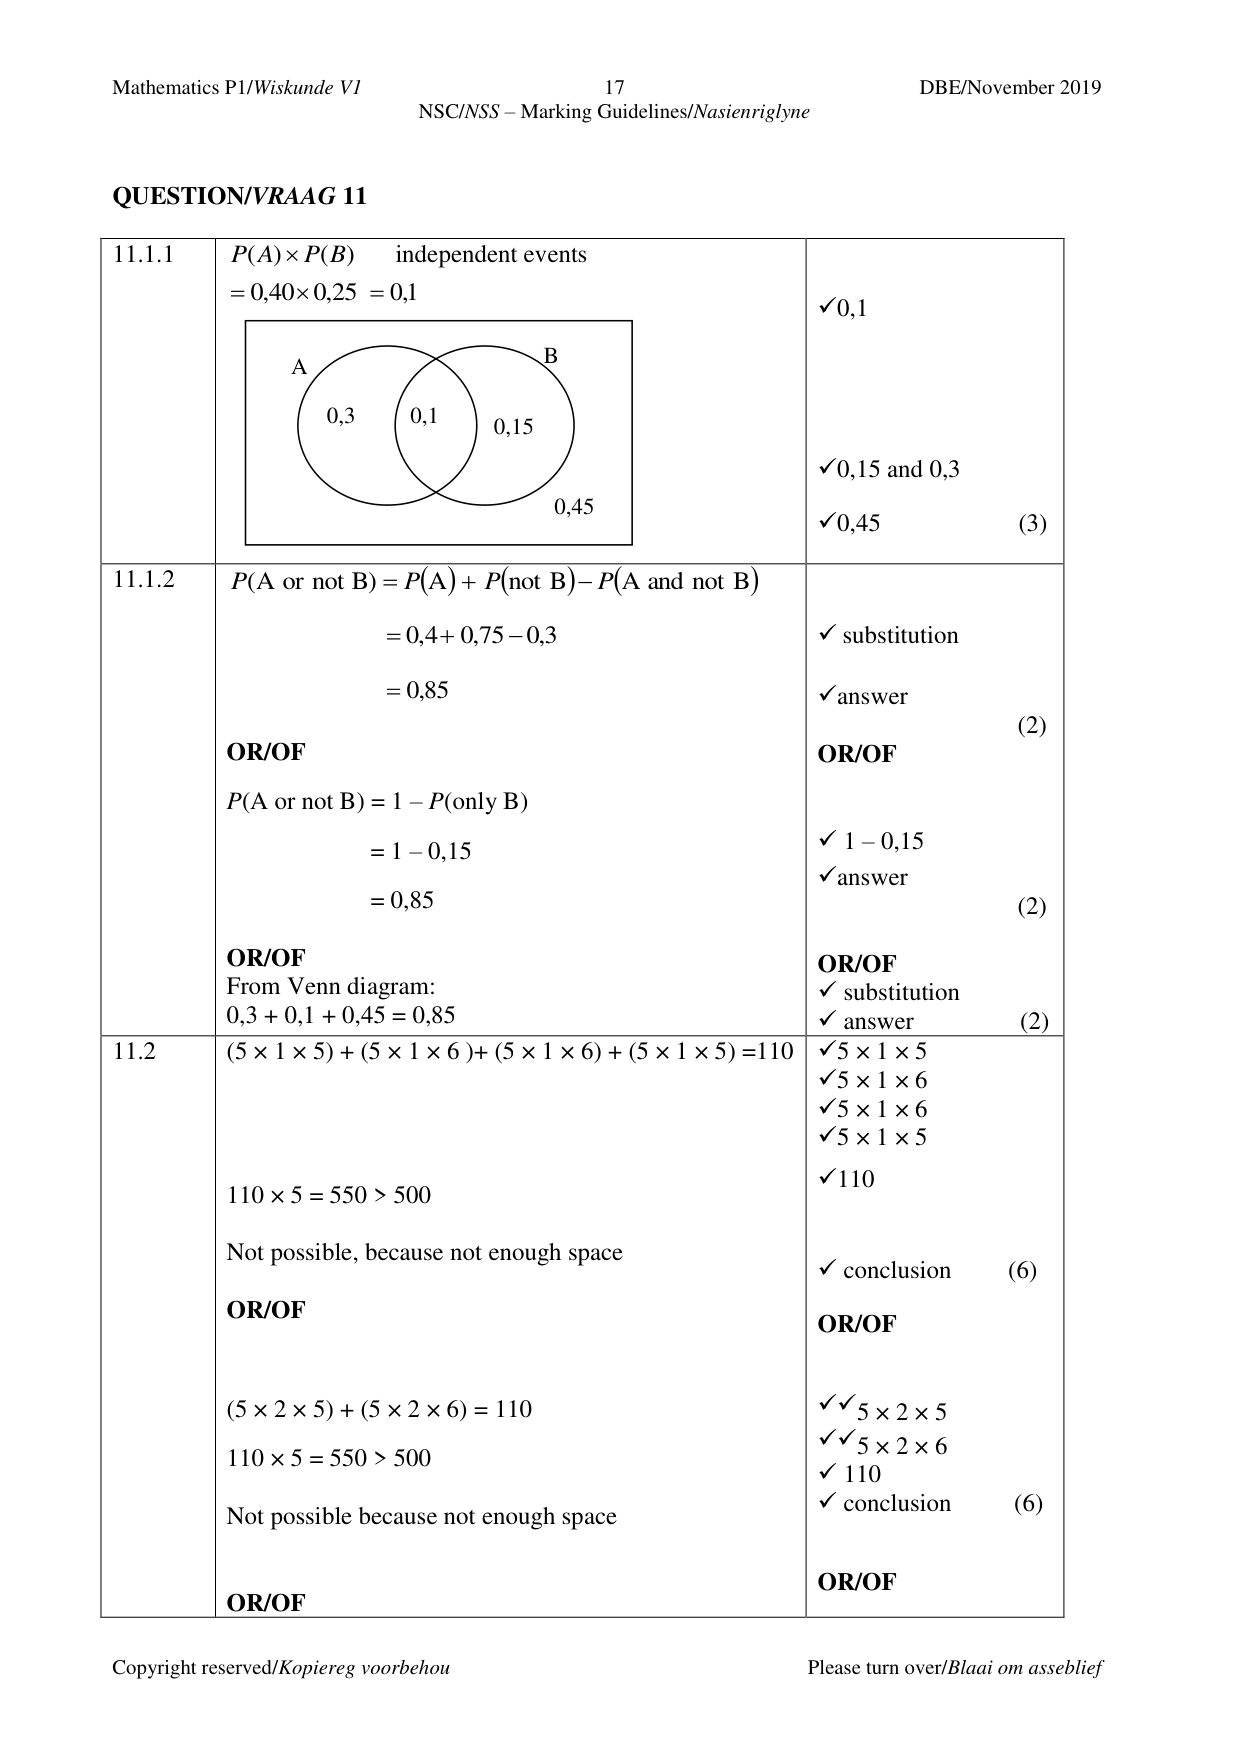 Mathematics P1/Wiskunde V1 17 DBE/November 2019
NSC/NSS – Marking Guidelines/Nasienriglyne
QUESTION/VRAAG 11
11.1.1 P(A) × P(B) independent events
= 0,40 × 0,25 = 0,1
✓0,1
A B
0,3 0,1 0,15
0,45
✓0,15 and 0,3
✓0,45 (3)
11.1.2 P(A or not B) = P(A) + P(not B) – P(A and not B)
= 0,4 + 0,75 – 0,3 ✓ substitution
= 0,85 ✓answer
(2)
OR/OF OR/OF
P(A or not B) = 1 – P(only B)
= 1 – 0,15 ✓ 1 – 0,15
✓answer
= 0,85 (2)
OR/OF OR/OF
From Venn diagram: ✓ substitution
0,3 + 0,1 + 0,45 = 0,85 ✓ answer (2)
11.2 (5 × 1 × 5) + (5 × 1 × 6 )+ (5 × 1 × 6) + (5 × 1 × 5) =110 ✓5 × 1 × 5
✓5 × 1 × 6
✓5 × 1 × 6
✓5 × 1 × 5
✓110
110 × 5 = 550 > 500
Not possible, because not enough space
✓ conclusion (6)
OR/OF OR/OF
(5 × 2 × 5) + (5 × 2 × 6) = 110 ✓✓5 × 2 × 5
✓✓5 × 2 × 6
110 × 5 = 550 > 500 ✓ 110
✓ conclusion (6)
Not possible because not enough space
OR/OF OR/OF
Copyright reserved/Kopiereg voorbehou Please turn over/Blaai om asseblief